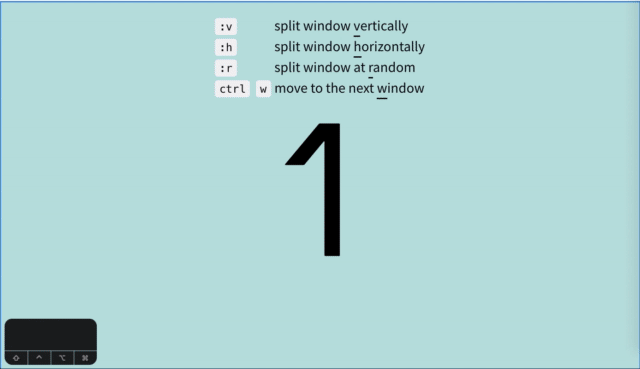 :v split window vertically
:h split window horizontally
:r split window at random
ctrl w move to the next window
1
⇧ ^ ⌥ ⌘